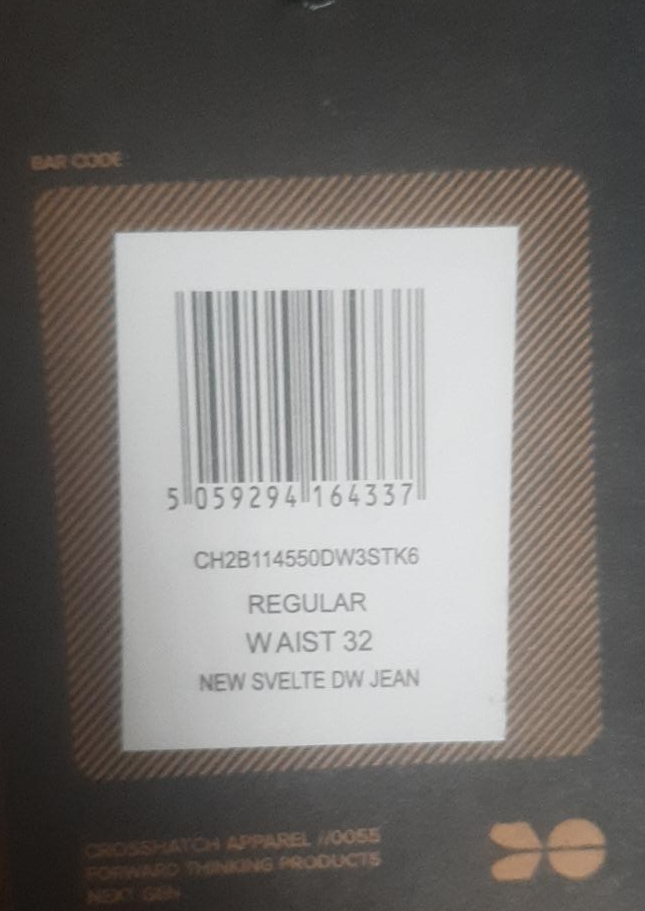 BAR CODE
5 059294 164337
CH2B114550DW3STK6
REGULAR
WAIST 32
NEW SVELTE DW JEAN
CROSSHATCH APPAREL //0055
FORWARD THINKING PRODUCTS
NEXT GEN